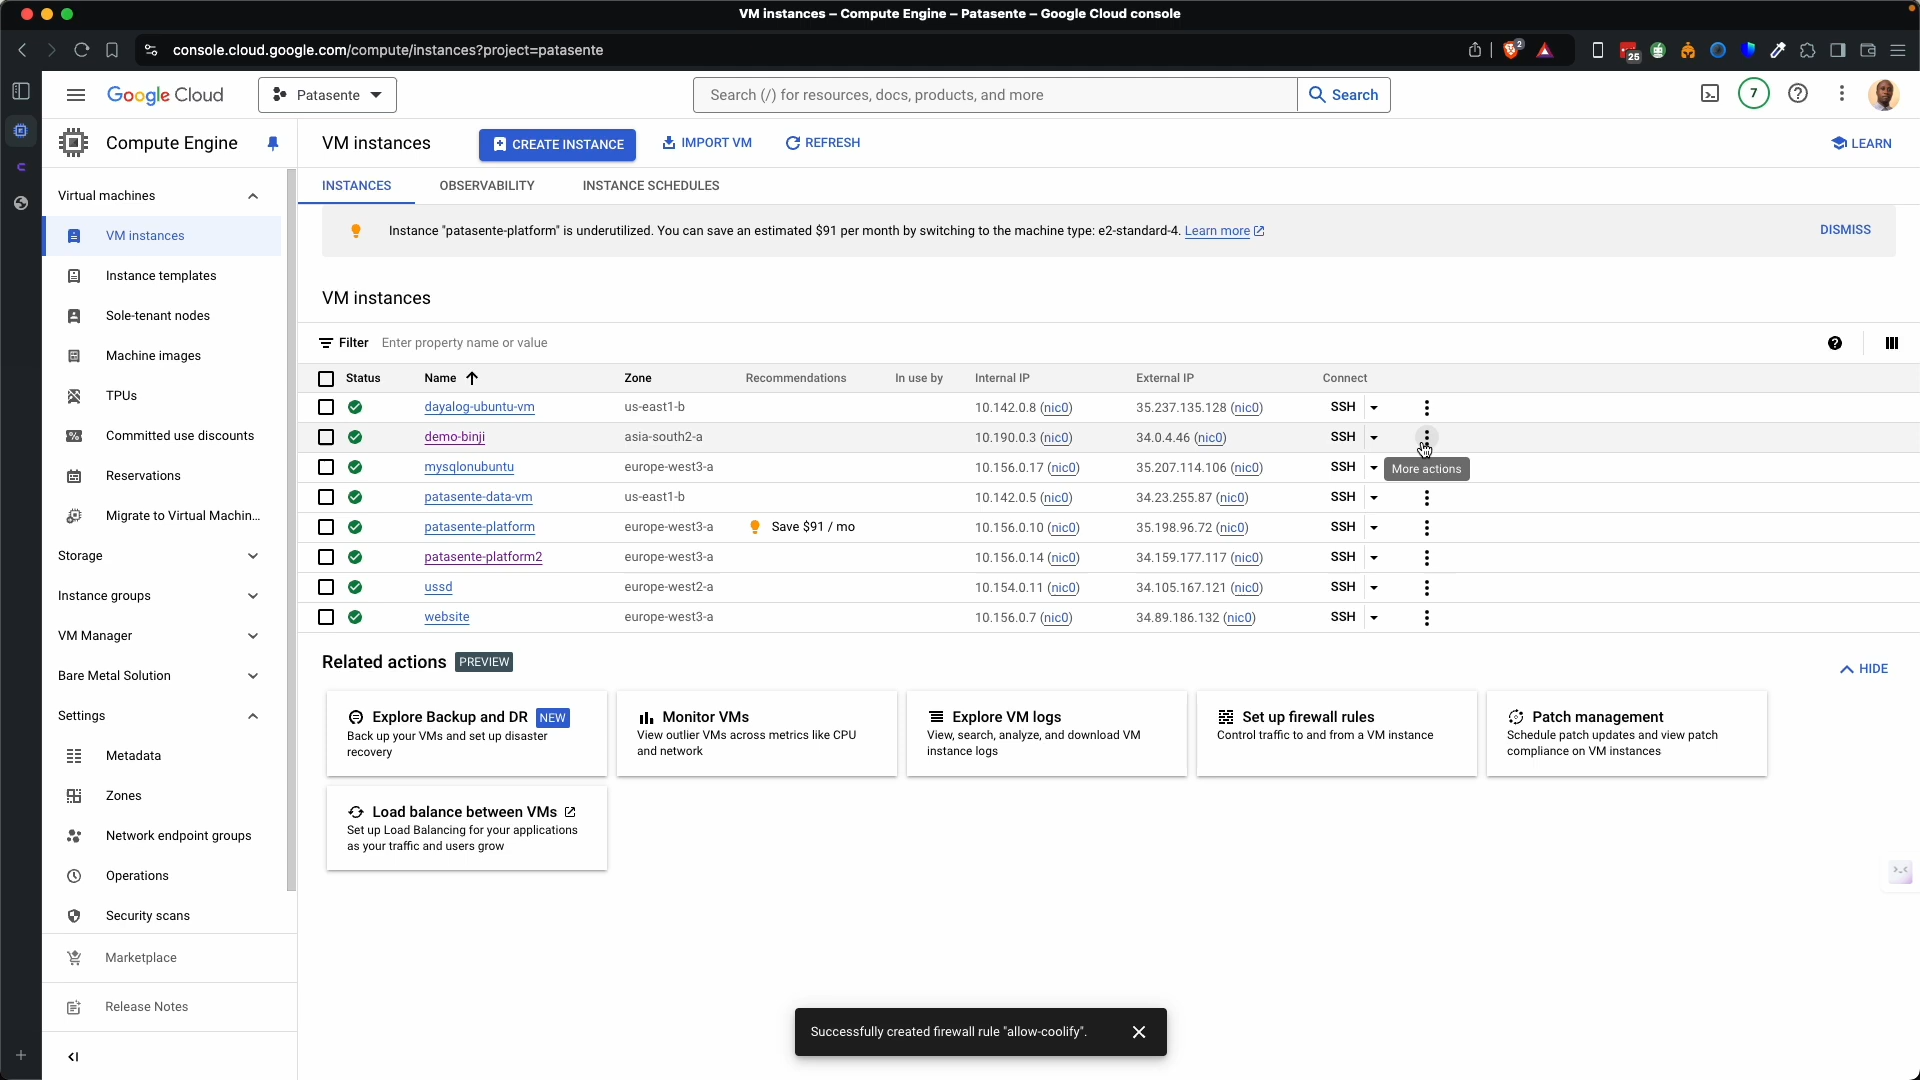 VM instances – Compute Engine – Patasente – Google Cloud console
console.cloud.google.com/compute/instances?project=patasente
2
25
Google Cloud
Patasente
Search (/) for resources, docs, products, and more
Search
7
Compute Engine
VM instances
CREATE INSTANCE
IMPORT VM
REFRESH
LEARN
Virtual machines
VM instances
Instance templates
Sole-tenant nodes
Machine images
TPUs
Committed use discounts
Reservations
Migrate to Virtual Machin...
Storage
Instance groups
VM Manager
Bare Metal Solution
Settings
Metadata
Zones
Network endpoint groups
Operations
Security scans
Marketplace
Release Notes
INSTANCES OBSERVABILITY INSTANCE SCHEDULES
Instance "patasente-platform" is underutilized. You can save an estimated $91 per month by switching to the machine type: e2-standard-4. Learn more
DISMISS
VM instances
Filter Enter property name or value
Status Name Zone Recommendations In use by Internal IP External IP Connect
dayalog-ubuntu-vm us-east1-b 10.142.0.8 (nic0) 35.237.135.128 (nic0) SSH
demo-binji asia-south2-a 10.190.0.3 (nic0) 34.0.4.46 (nic0) SSH
mysqlonubuntu europe-west3-a 10.156.0.17 (nic0) 35.207.114.106 (nic0) SSH
More actions
patasente-data-vm us-east1-b 10.142.0.5 (nic0) 34.23.255.87 (nic0) SSH
patasente-platform europe-west3-a Save $91 / mo 10.156.0.10 (nic0) 35.198.96.72 (nic0) SSH
patasente-platform2 europe-west3-a 10.156.0.14 (nic0) 34.159.177.117 (nic0) SSH
ussd europe-west2-a 10.154.0.11 (nic0) 34.105.167.121 (nic0) SSH
website europe-west3-a 10.156.0.7 (nic0) 34.89.186.132 (nic0) SSH
Related actions PREVIEW
HIDE
Explore Backup and DR NEW
Back up your VMs and set up disaster
recovery
Monitor VMs
View outlier VMs across metrics like CPU
and network
Explore VM logs
View, search, analyze, and download VM
instance logs
Set up firewall rules
Control traffic to and from a VM instance
Patch management
Schedule patch updates and view patch
compliance on VM instances
Load balance between VMs
Set up Load Balancing for your applications
as your traffic and users grow
Successfully created firewall rule "allow-coolify".